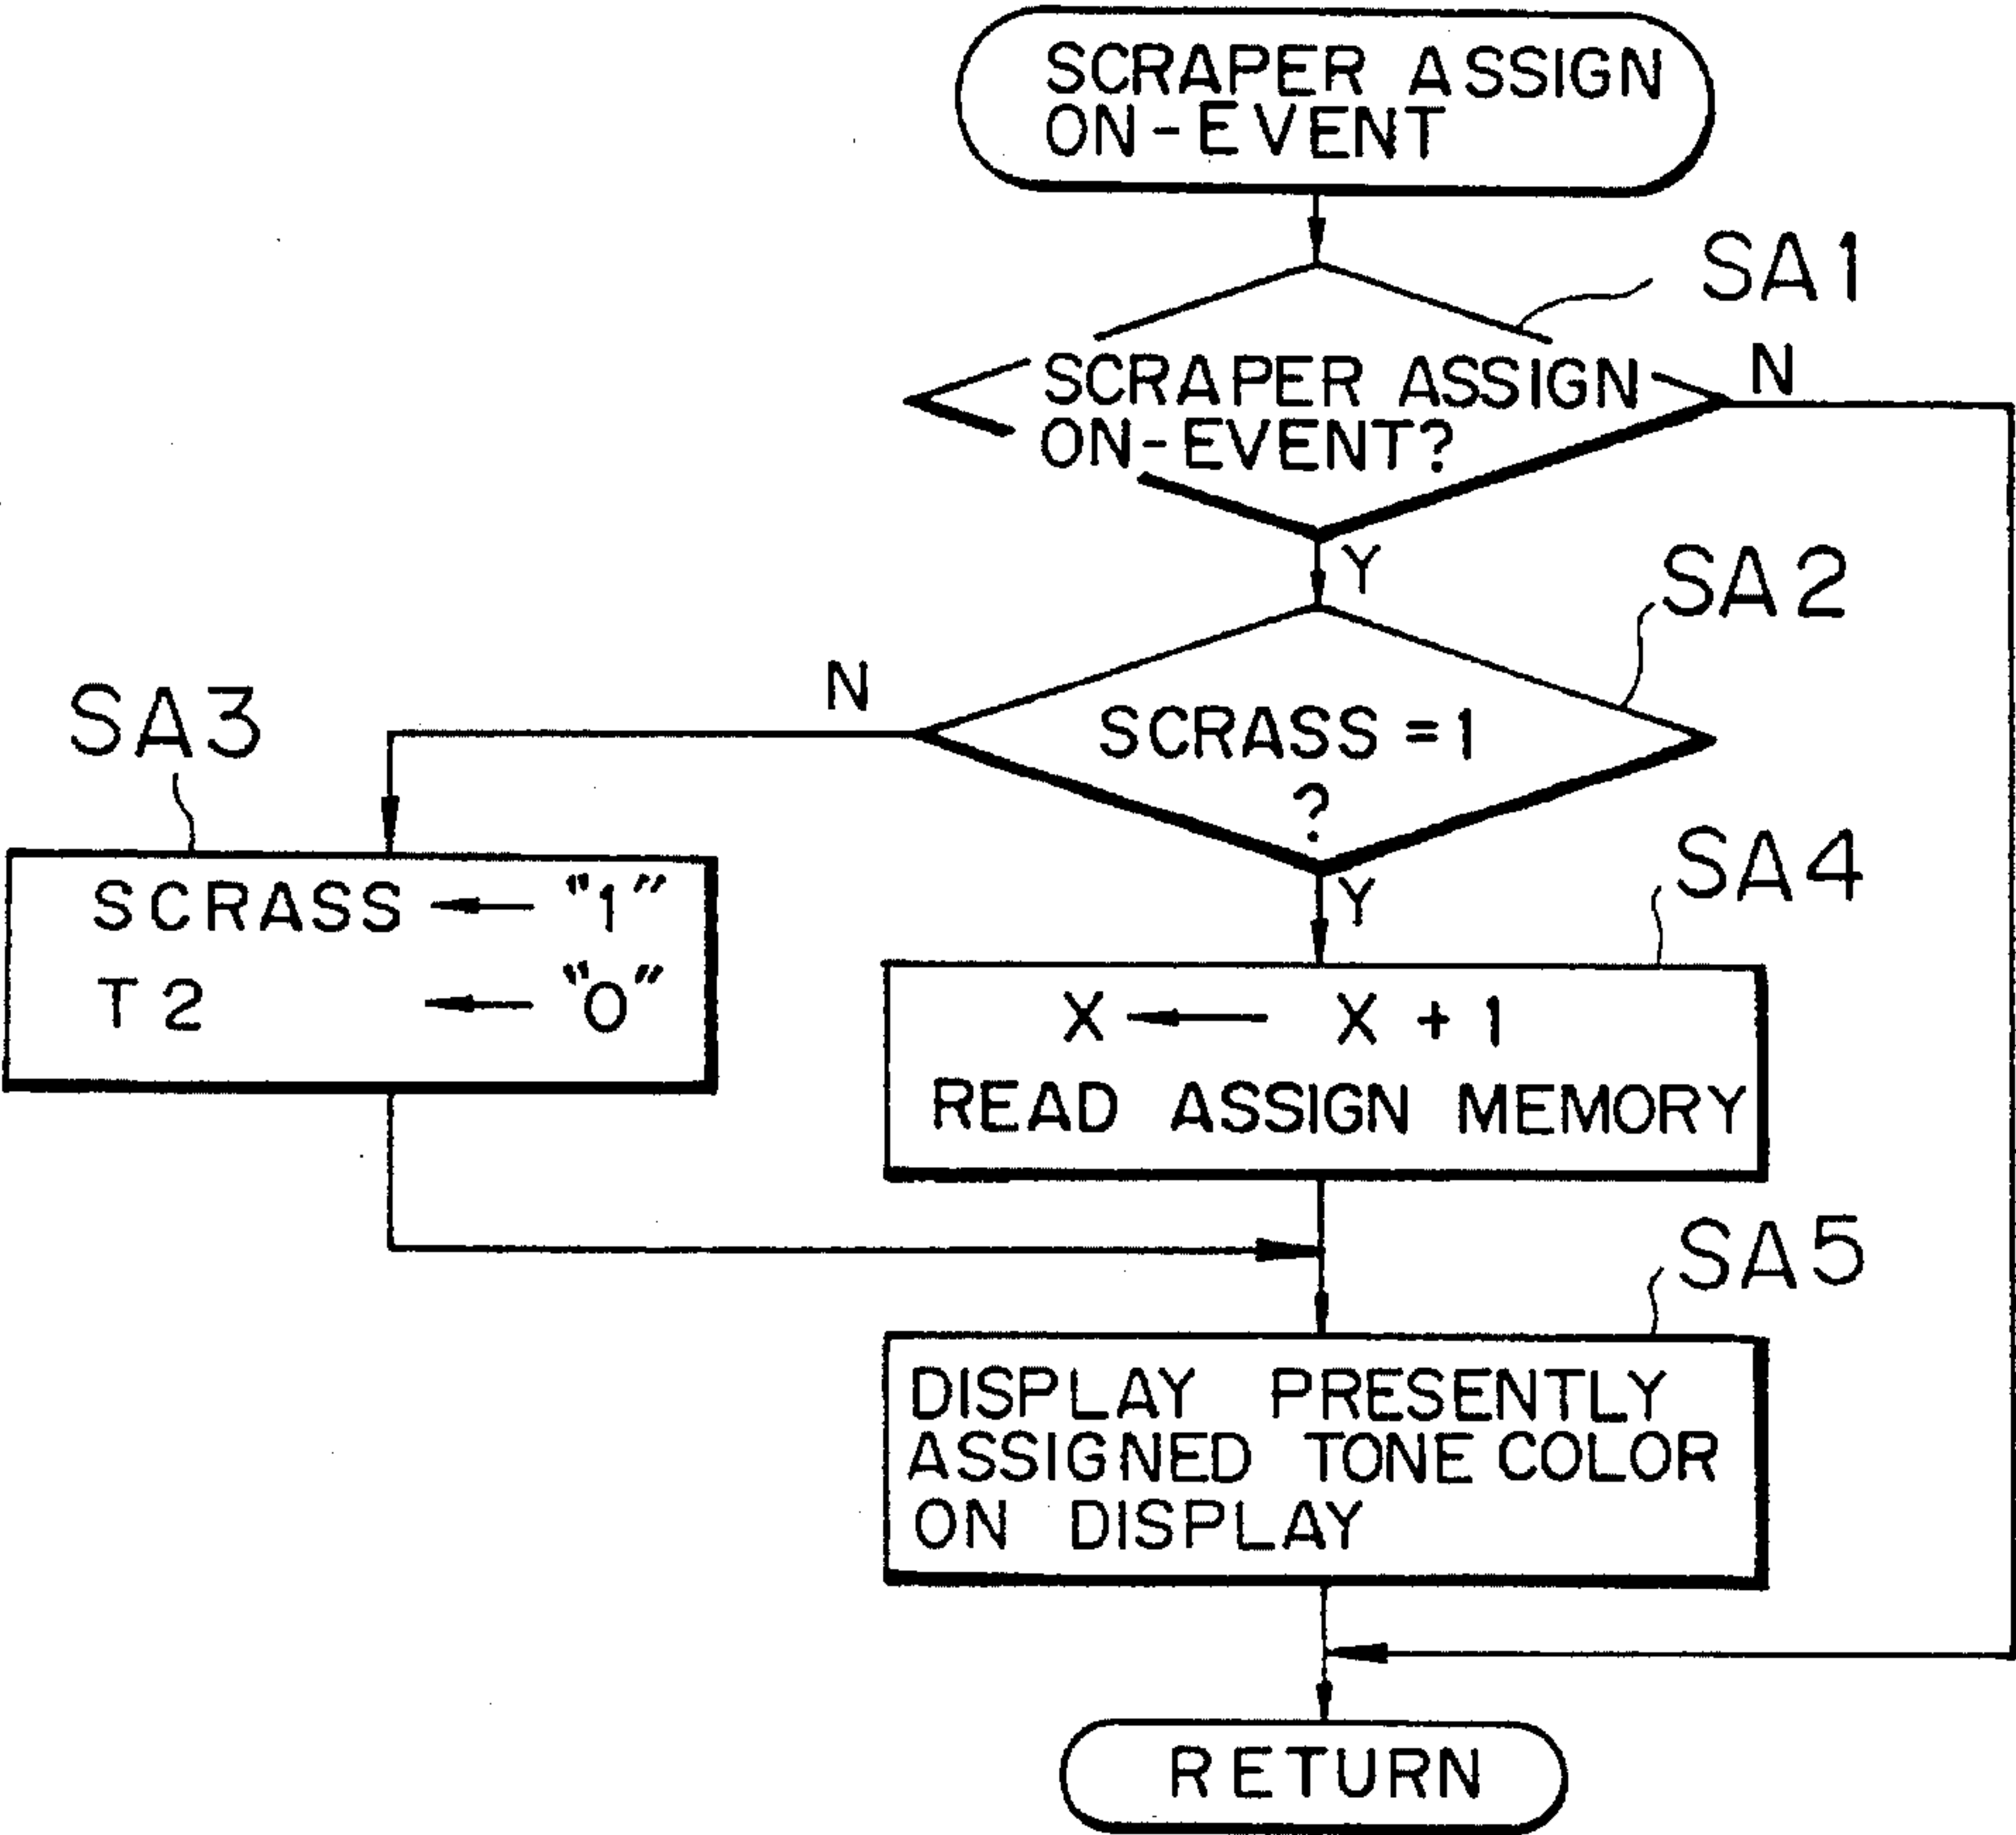 SCRAPER ASSIGN
ON-EVENT
SA1
SCRAPER ASSIGN
ON-EVENT?
N
Y
SA2
SCRASS = 1
?
N
Y
SA3
SCRASS ← "1"
T2 ← "0"
SA4
X ← X + 1
READ ASSIGN MEMORY
SA5
DISPLAY PRESENTLY
ASSIGNED TONE COLOR
ON DISPLAY
RETURN